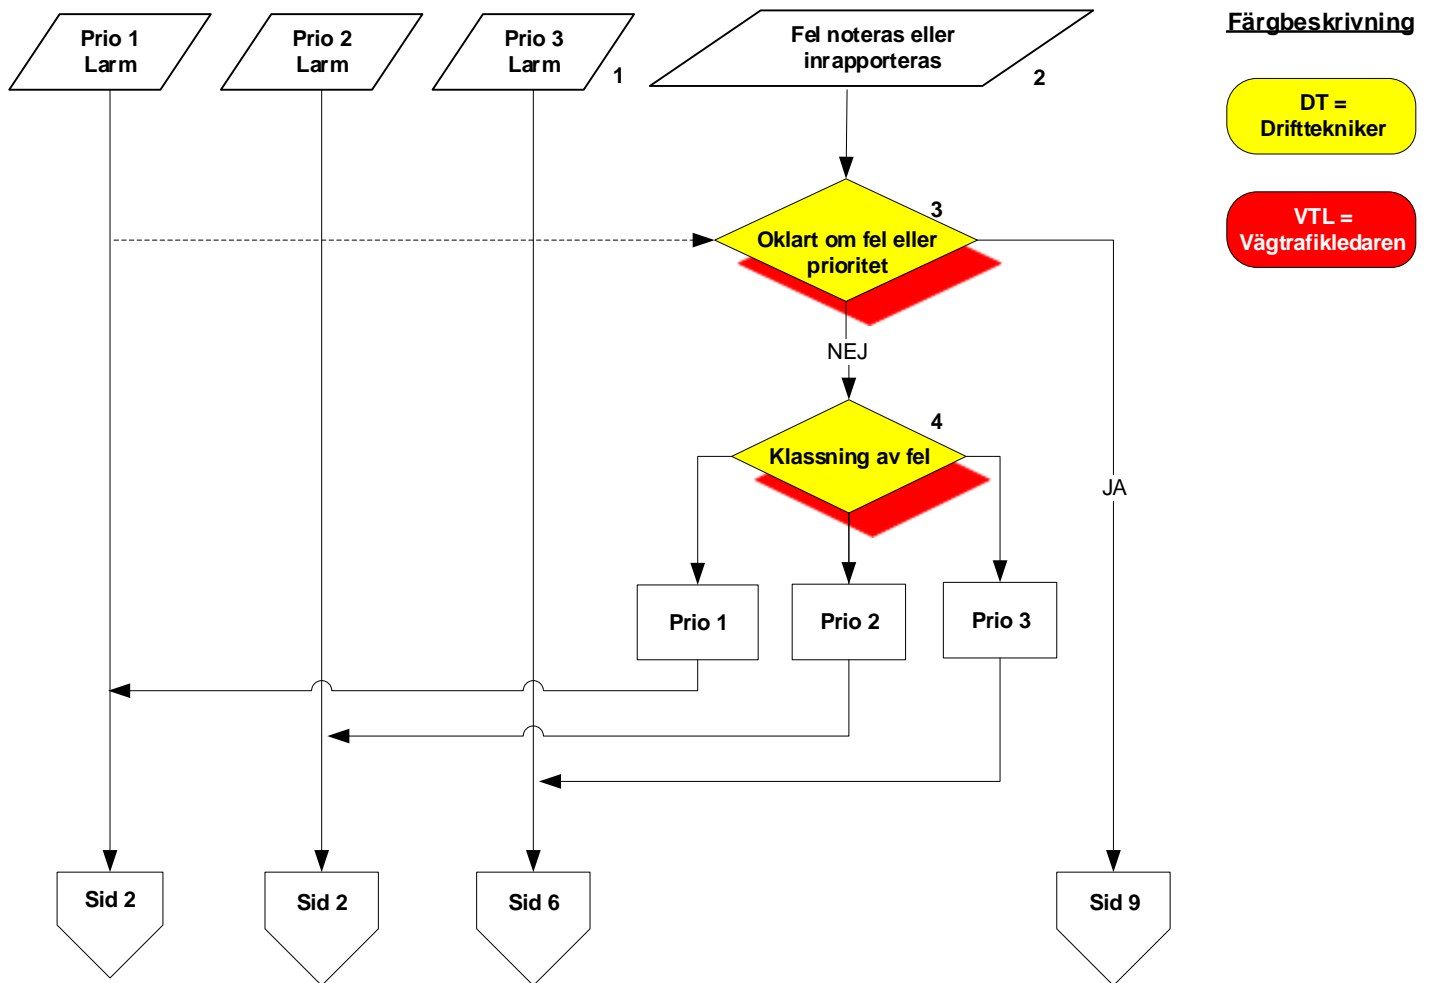 Prio 1
Larm
Prio 2
Larm
Prio 3
Larm
1
Fel noteras eller
inrapporteras
2
Färgbeskrivning
DT =
Drifttekniker
VTL =
Vägtrafikledaren
3
Oklart om fel eller
prioritet
NEJ
4
Klassning av fel
JA
Prio 1
Prio 2
Prio 3
Sid 2
Sid 2
Sid 6
Sid 9